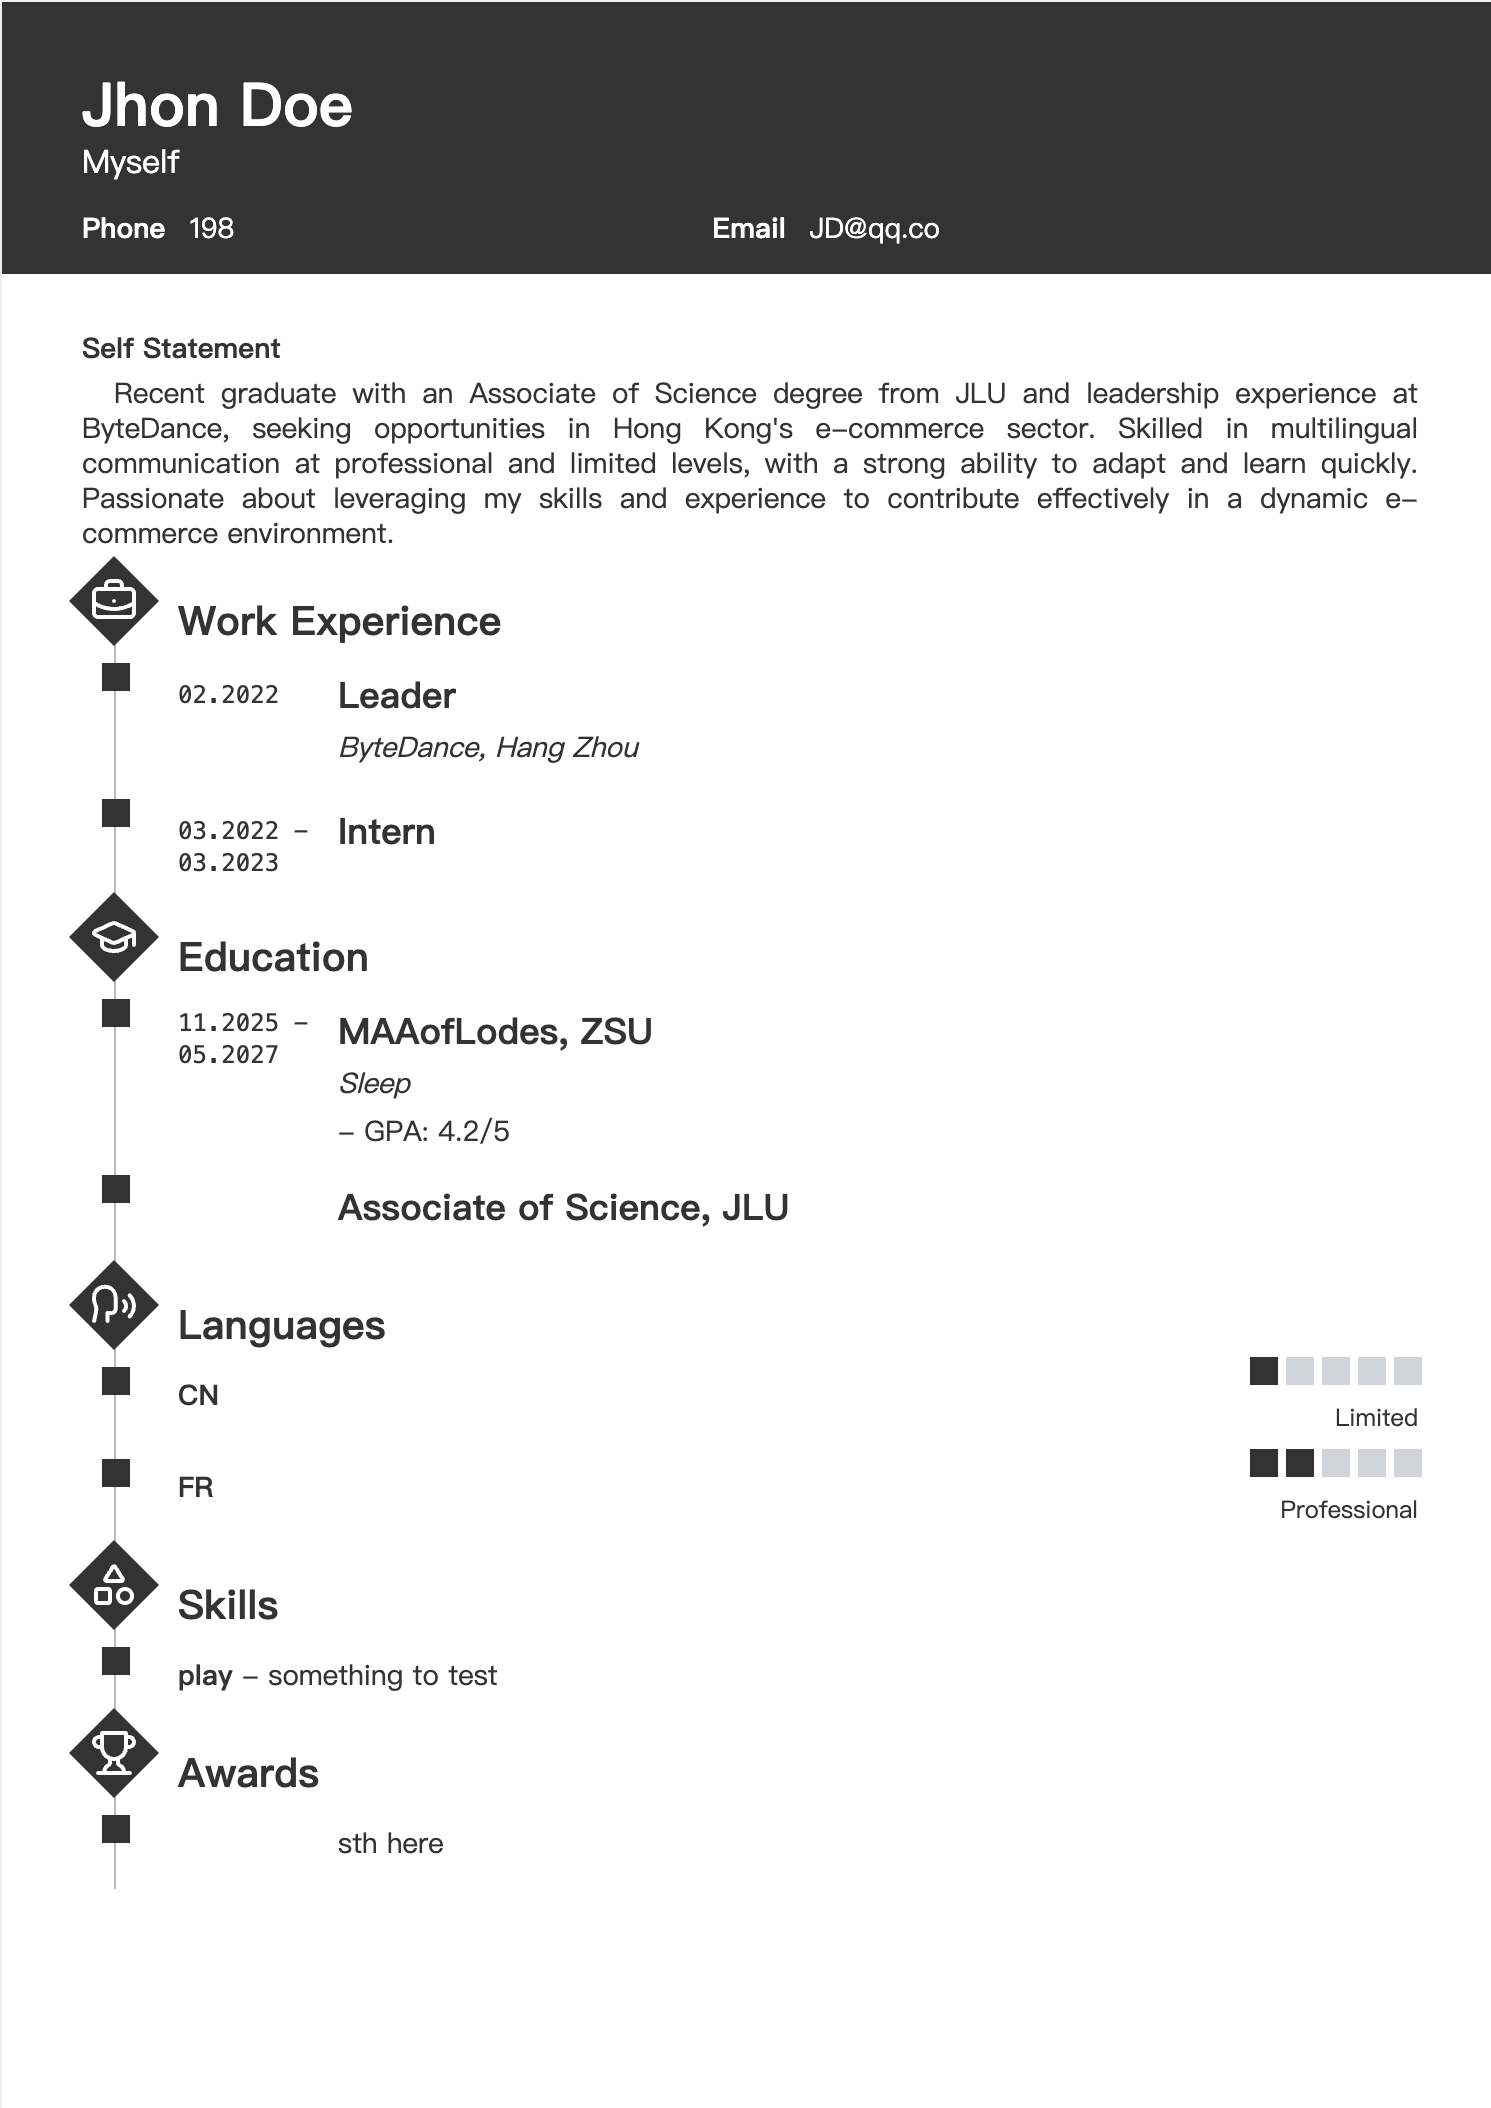 Jhon Doe
Myself
Phone 198
Email JD@qq.co
Self Statement
Recent graduate with an Associate of Science degree from JLU and leadership experience at
ByteDance, seeking opportunities in Hong Kong's e-commerce sector. Skilled in multilingual
communication at professional and limited levels, with a strong ability to adapt and learn quickly.
Passionate about leveraging my skills and experience to contribute effectively in a dynamic e-
commerce environment.
Work Experience
02.2022 Leader
ByteDance, Hang Zhou
03.2022 – Intern
03.2023
Education
11.2025 – MAAofLodes, ZSU
05.2027
Sleep
- GPA: 4.2/5
Associate of Science, JLU
Languages
CN
Limited
FR
Professional
Skills
play - something to test
Awards
sth here